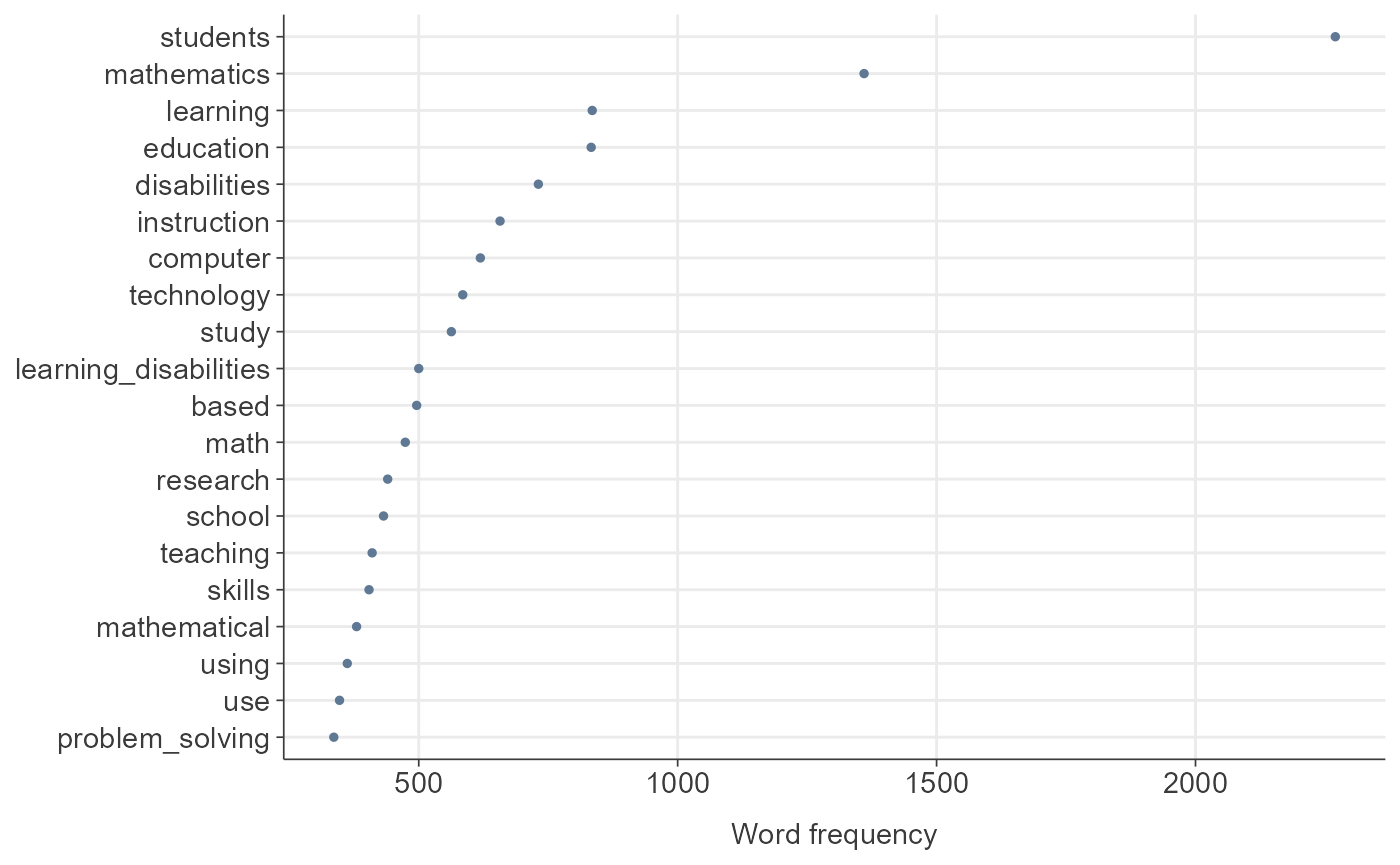 students
mathematics
learning
education
disabilities
instruction
computer
technology
study
learning_disabilities
based
math
research
school
teaching
skills
mathematical
using
use
problem_solving
500 1000 1500 2000
Word frequency